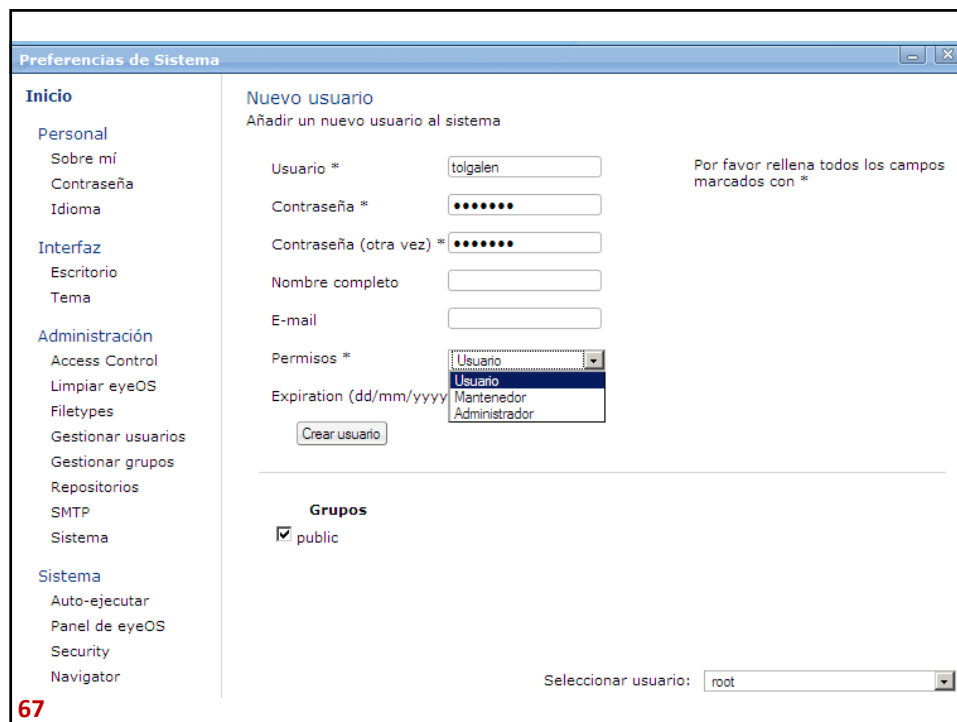 Preferencias de Sistema
Inicio
Personal
Sobre mí
Contraseña
Idioma
Interfaz
Escritorio
Tema
Administración
Access Control
Limpiar eyeOS
Filetypes
Gestionar usuarios
Gestionar grupos
Repositorios
SMTP
Sistema
Sistema
Auto-ejecutar
Panel de eyeOS
Security
Navigator
Nuevo usuario
Añadir un nuevo usuario al sistema
Usuario * tolgalen
Contraseña * •••••••
Contraseña (otra vez) * •••••••
Nombre completo
E-mail
Permisos * Usuario
Usuario
Mantenedor
Administrador
Expiration (dd/mm/yyyy
Crear usuario
Por favor rellena todos los campos
marcados con *
Grupos
public
Seleccionar usuario: root
67